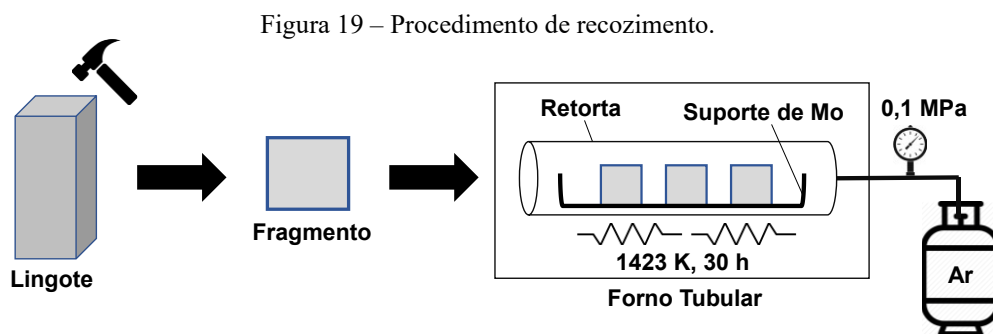 Figura 19 – Procedimento de recozimento.
Retorta
Suporte de Mo
0,1 MPa
Fragmento
Lingote
1423 K, 30 h
Forno Tubular
Ar